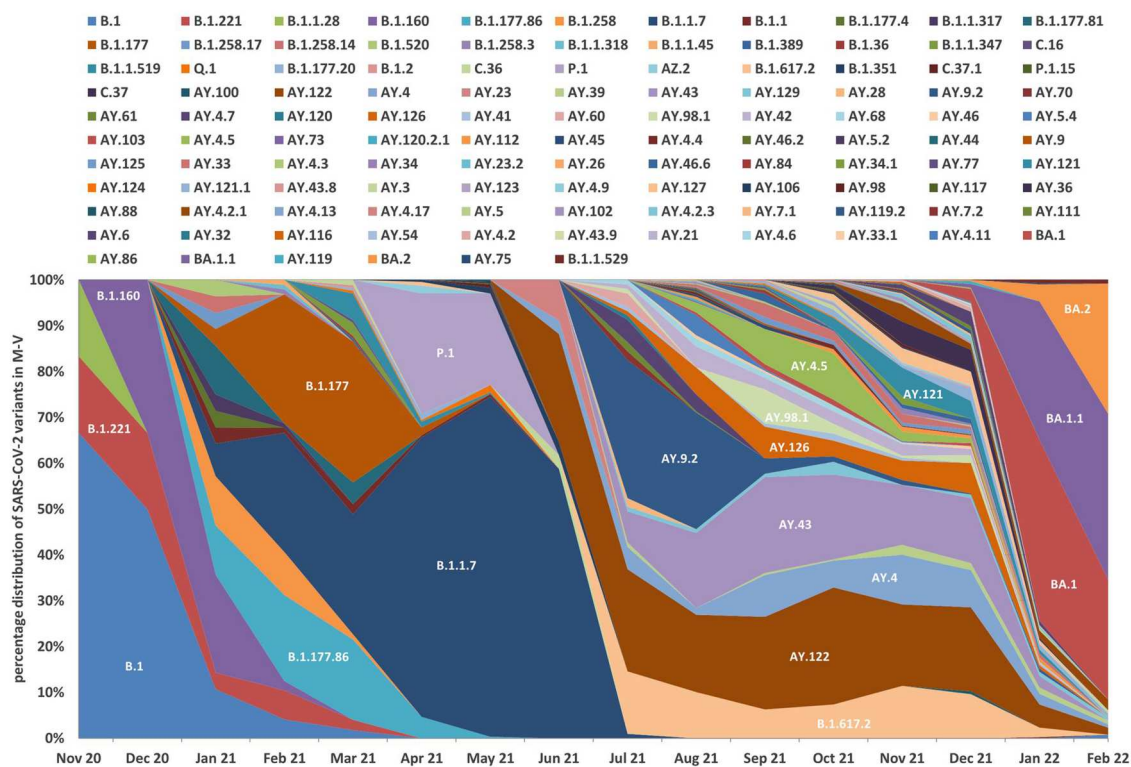 B.1 B.1.221 B.1.1.28 B.1.160 B.1.177.86 B.1.258 B.1.1.7 B.1.1 B.1.177.4 B.1.1.317 B.1.177.81
B.1.177 B.1.258.17 B.1.258.14 B.1.520 B.1.258.3 B.1.1.318 B.1.1.45 B.1.389 B.1.36 B.1.1.347 C.16
B.1.1.519 Q.1 B.1.177.20 B.1.2 C.36 P.1 AZ.2 B.1.617.2 B.1.351 C.37.1 P.1.15
C.37 AY.100 AY.122 AY.4 AY.23 AY.39 AY.43 AY.129 AY.28 AY.9.2 AY.70
AY.61 AY.4.7 AY.120 AY.126 AY.41 AY.60 AY.98.1 AY.42 AY.68 AY.46 AY.5.4
AY.103 AY.4.5 AY.73 AY.120.2.1 AY.112 AY.45 AY.4.4 AY.46.2 AY.5.2 AY.44 AY.9
AY.125 AY.33 AY.4.3 AY.34 AY.23.2 AY.26 AY.46.6 AY.84 AY.34.1 AY.77 AY.121
AY.124 AY.121.1 AY.43.8 AY.3 AY.123 AY.4.9 AY.127 AY.106 AY.98 AY.117 AY.36
AY.88 AY.4.2.1 AY.4.13 AY.4.17 AY.5 AY.102 AY.4.2.3 AY.7.1 AY.119.2 AY.7.2 AY.111
AY.6 AY.32 AY.116 AY.54 AY.4.2 AY.43.9 AY.21 AY.4.6 AY.33.1 AY.4.11 BA.1
AY.86 BA.1.1 AY.119 BA.2 AY.75 B.1.1.529
percentage distribution of SARS-CoV-2 variants in M-V
100%
90%
80%
70%
60%
50%
40%
30%
20%
10%
0%
B.1.160
BA.2
P.1
B.1.177
AY.4.5
BA.1.1
AY.121
B.1.221
AY.98.1
AY.126
AY.9.2
AY.43
B.1.1.7
AY.4
BA.1
B.1.177.86
AY.122
B.1
B.1.617.2
Nov 20 Dec 20 Jan 21 Feb 21 Mar 21 Apr 21 May 21 Jun 21 Jul 21 Aug 21 Sep 21 Oct 21 Nov 21 Dec 21 Jan 22 Feb 22